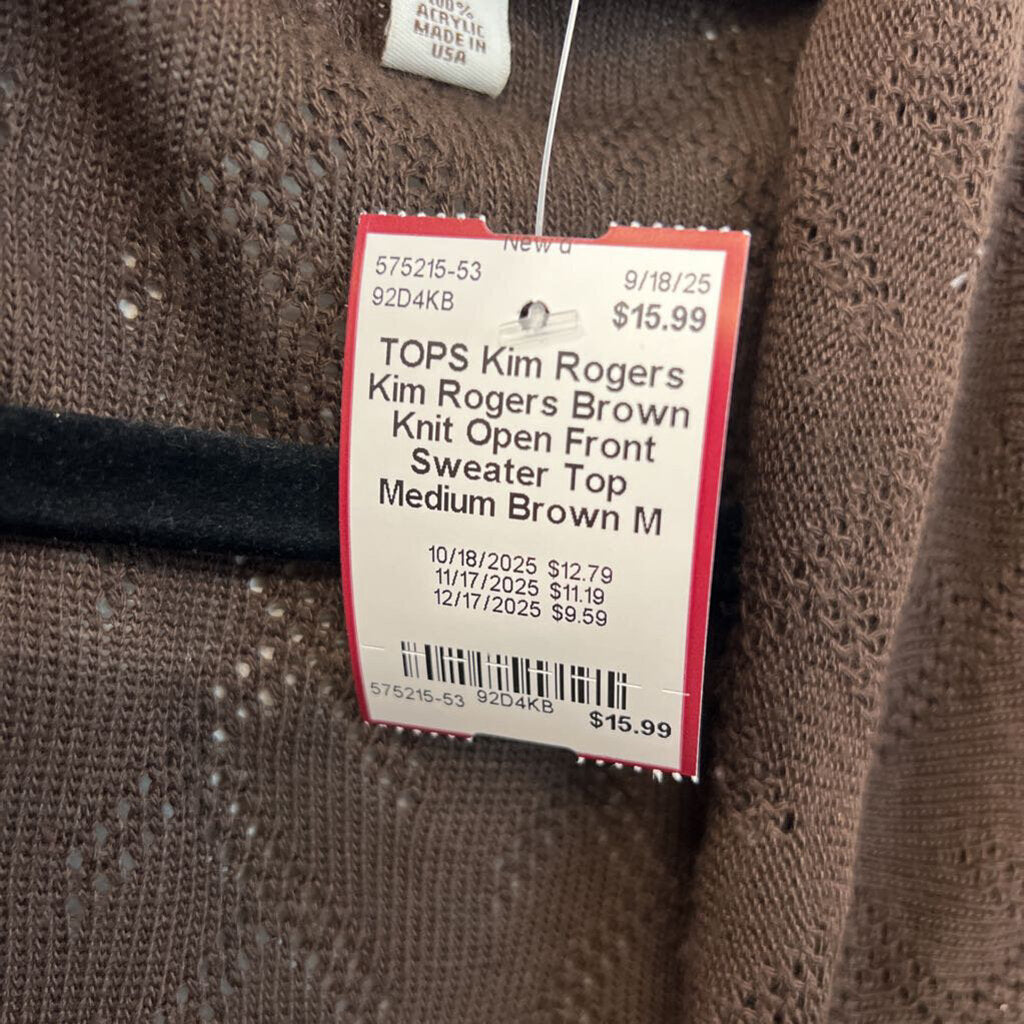 100%
ACRYLIC
MADE IN
USA
New
575215-53
9/18/25
92D4KB
$15.99
TOPS Kim Rogers
Kim Rogers Brown
Knit Open Front
Sweater Top
Medium Brown M
10/18/2025 $12.79
11/17/2025 $11.19
12/17/2025 $9.59
575215-53 92D4KB $15.99